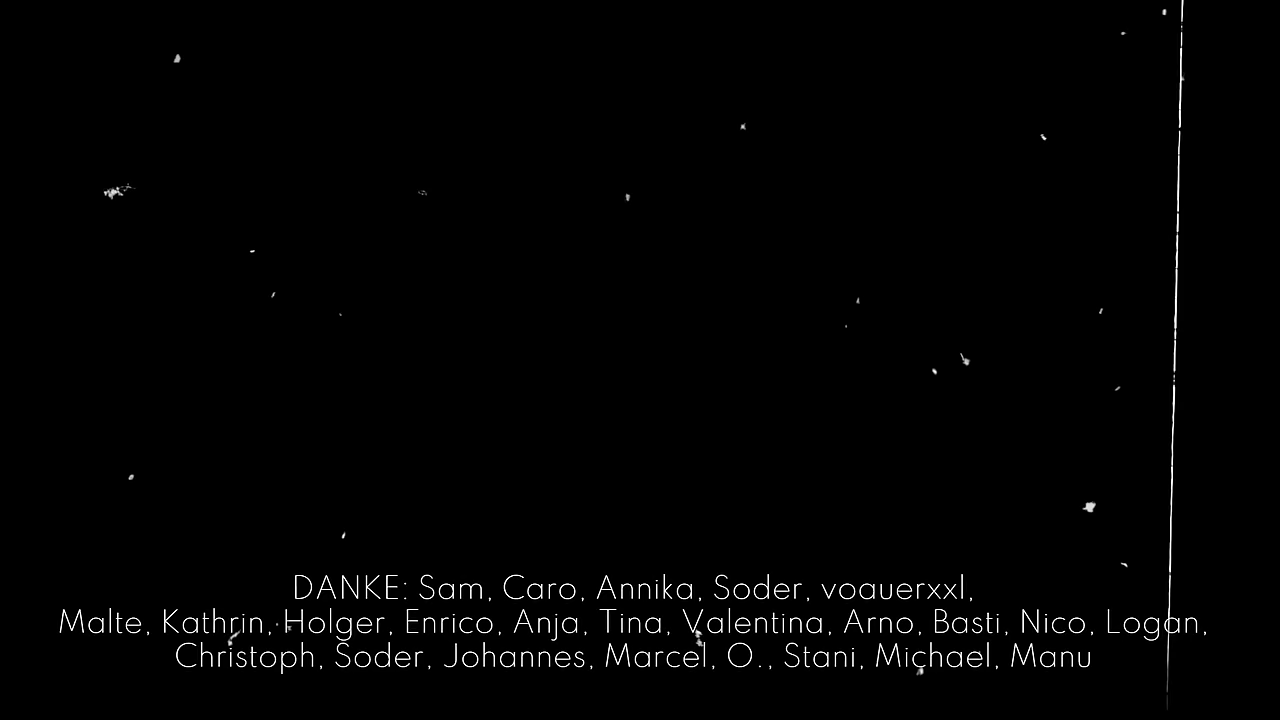 DANKE: Sam, Caro, Annika, Soder, voauerxxl,
Malte, Kathrin, Holger, Enrico, Anja, Tina, Valentina, Arno, Basti, Nico, Logan,
Christoph, Soder, Johannes, Marcel, O., Stani, Michael, Manu